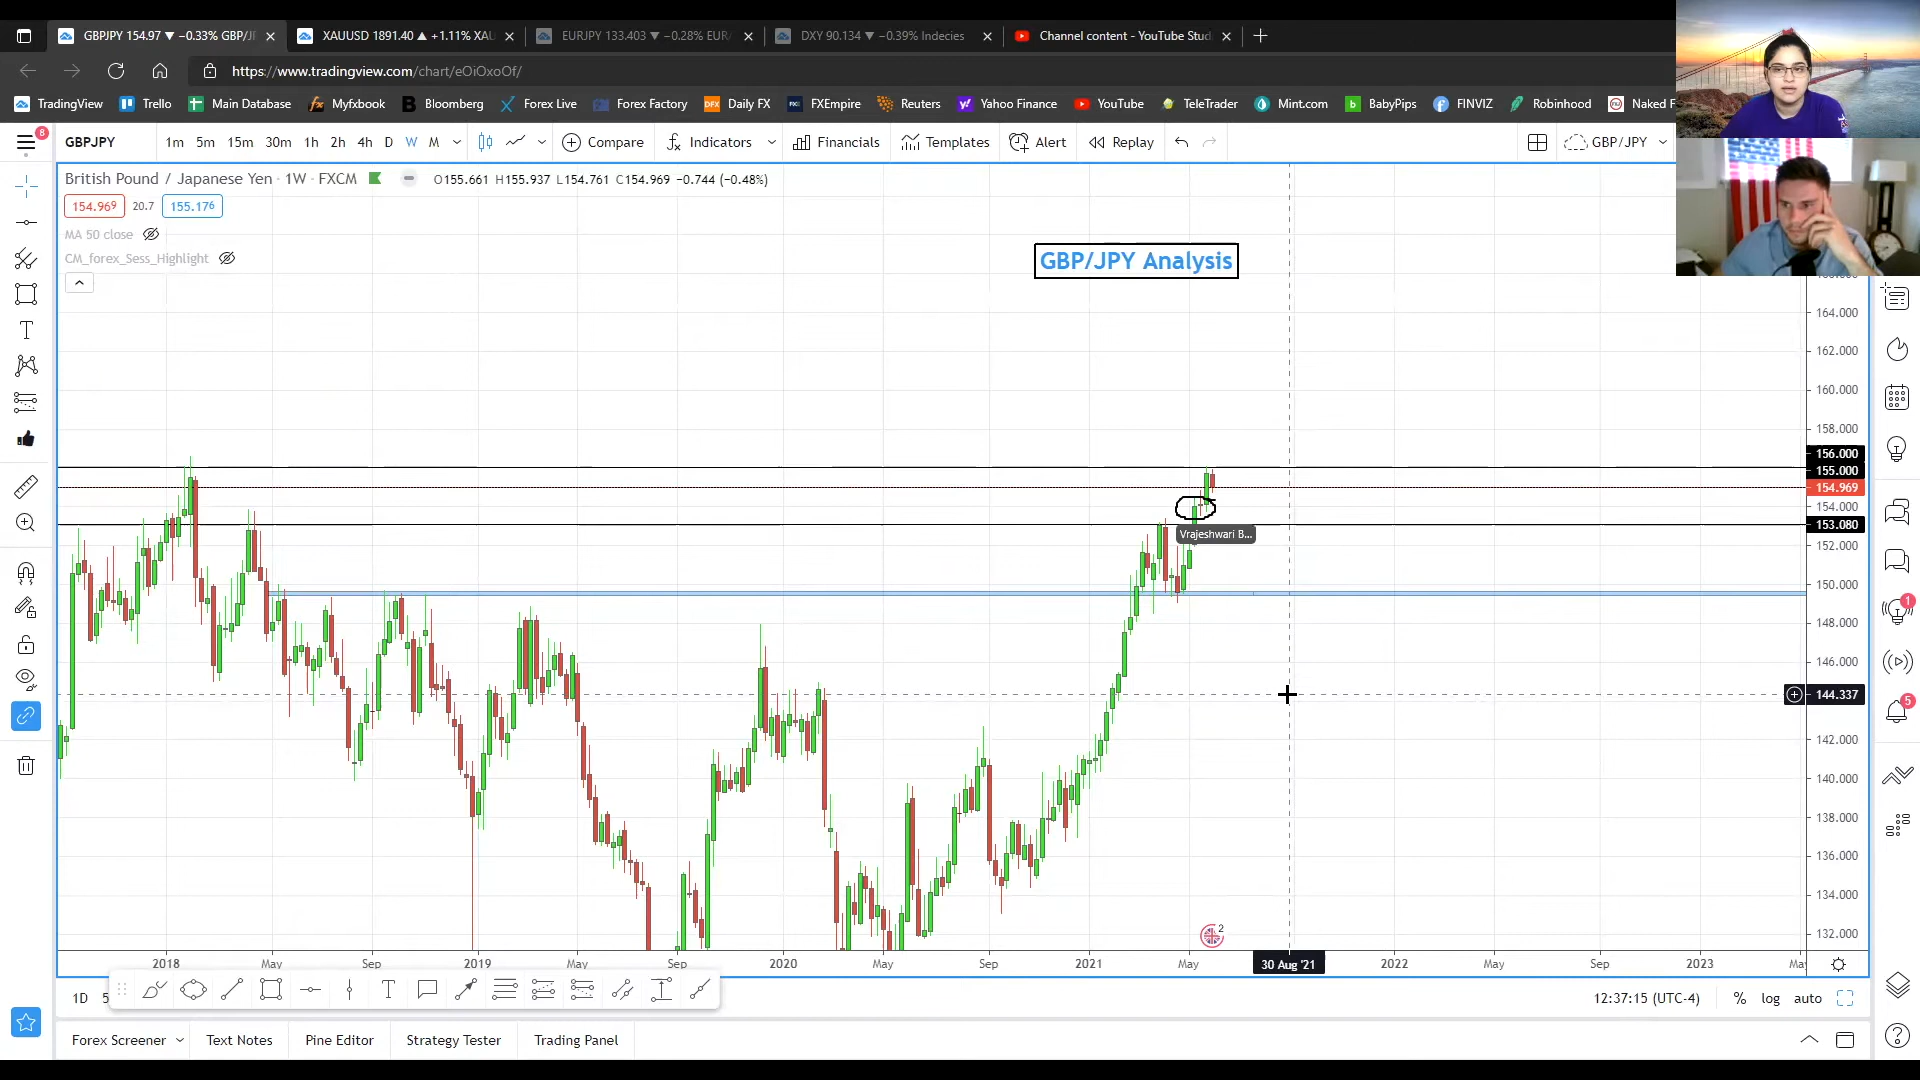 GBPJPY 154.97 ▼ −0.33% GBP/J
XAUUSD 1891.40 ▲ +1.11% XAU
EURJPY 133.403 ▼ −0.28% EUR
DXY 90.134 ▼ −0.39% Indecies
Channel content - YouTube Stud
https://www.tradingview.com/chart/eOiOxoOf/
TradingView
Trello
Main Database
Myfxbook
Bloomberg
Forex Live
Forex Factory
Daily FX
FXEmpire
Reuters
Yahoo Finance
YouTube
TeleTrader
Mint.com
BabyPips
FINVIZ
Robinhood
Naked F
8
GBPJPY
1m 5m 15m 30m 1h 2h 4h D W M
Compare
Indicators
Financials
Templates
Alert
Replay
GBP/JPY
British Pound / Japanese Yen · 1W · FXCM
O155.661 H155.937 L154.761 C154.969 −0.744 (−0.48%)
154.969 20.7 155.176
MA 50 close
CM_forex_Sess_Highlight
GBP/JPY Analysis
164.000
162.000
160.000
158.000
156.000
155.000
154.969
154.000
153.080
152.000
150.000
148.000
146.000
144.337
142.000
140.000
138.000
136.000
134.000
132.000
Vrajeshwari B...
1
5
2
2018 May Sep 2019 May Sep 2020 May Sep 2021 May 30 Aug '21 2022 May Sep 2023 Ma
1D 5
12:37:15 (UTC-4)
% log auto
Forex Screener
Text Notes
Pine Editor
Strategy Tester
Trading Panel